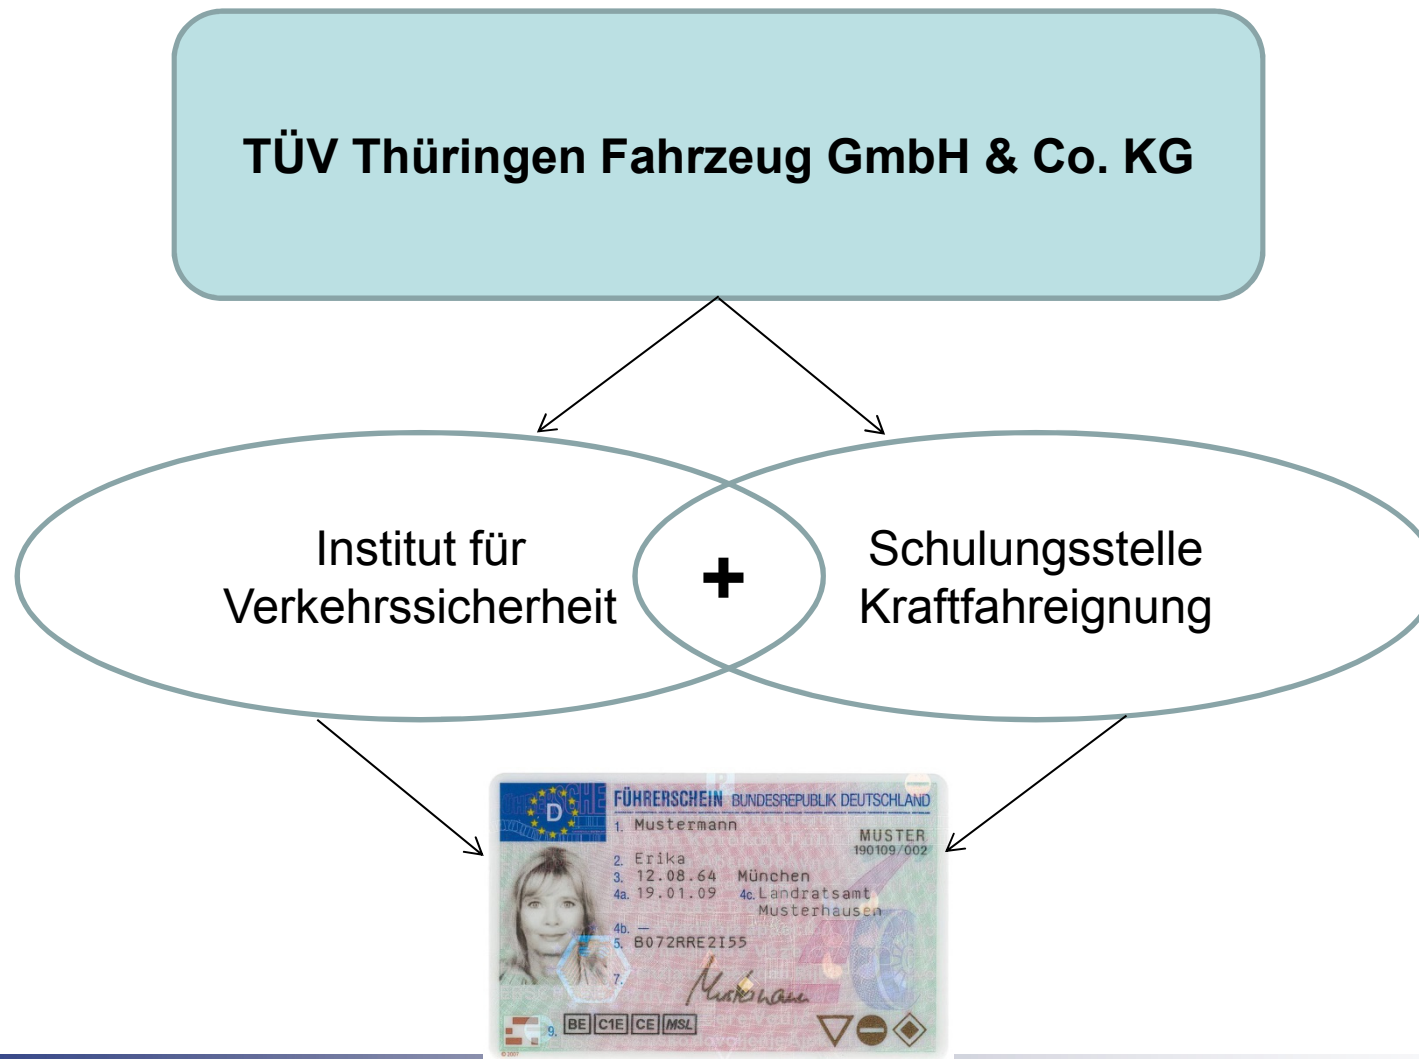 TÜV Thüringen Fahrzeug GmbH & Co. KG
Institut für
Verkehrssicherheit
+
Schulungsstelle
Kraftfahreignung
D
FÜHRERSCHEIN BUNDESREPUBLIK DEUTSCHLAND
1. Mustermann
MUSTER
190109/002
2. Erika
3. 12.08.64 München
4a. 19.01.09 4c. Landratsamt
Musterhausen
4b. —
5. B072RRE2I55
7.
Mustermann
9. BE C1E CE MSL
© 2007